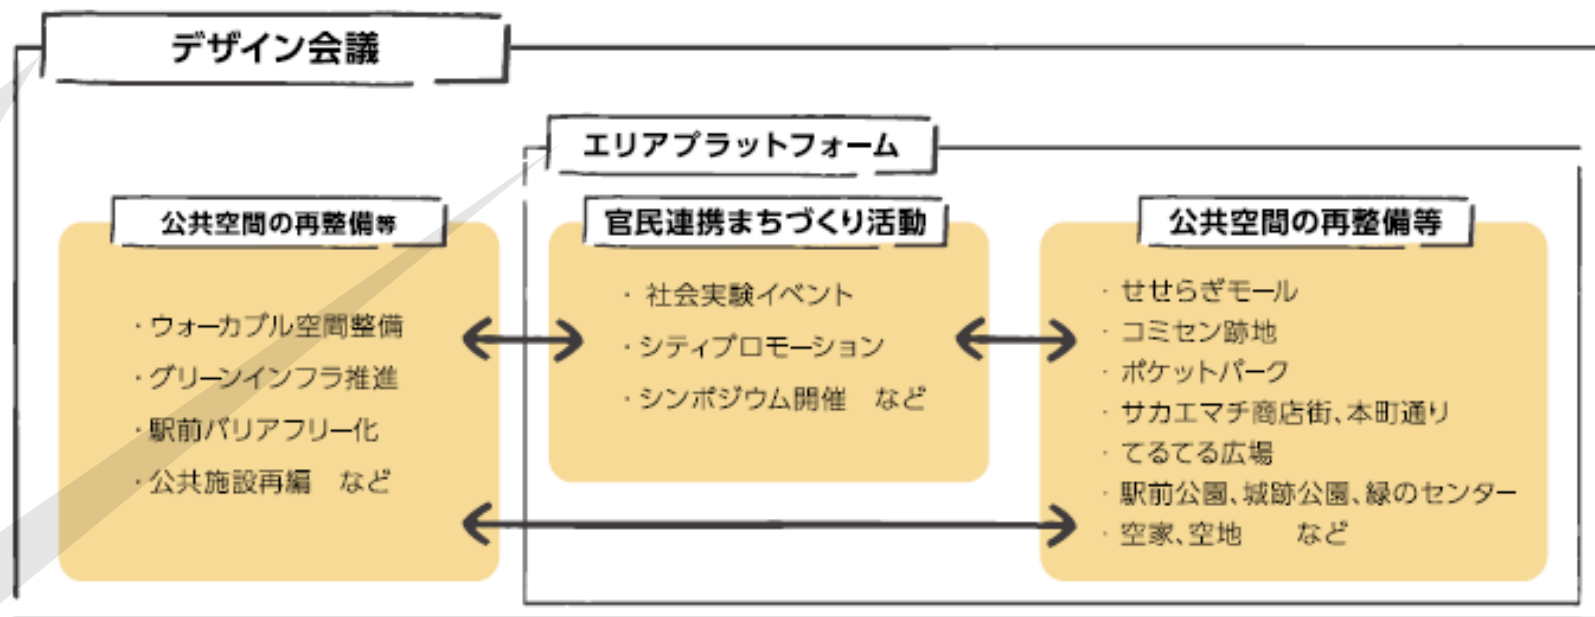 デザイン会議
エリアプラットフォーム
公共空間の再整備等
・ウォーカブル空間整備
・グリーンインフラ推進
・駅前バリアフリー化
・公共施設再編　など
官民連携まちづくり活動
・社会実験イベント
・シティプロモーション
・シンポジウム開催　など
公共空間の再整備等
・せせらぎモール
・コミセン跡地
・ポケットパーク
・サカエマチ商店街、本町通り
・てるてる広場
・駅前公園、城跡公園、緑のセンター
・空家、空地　　など